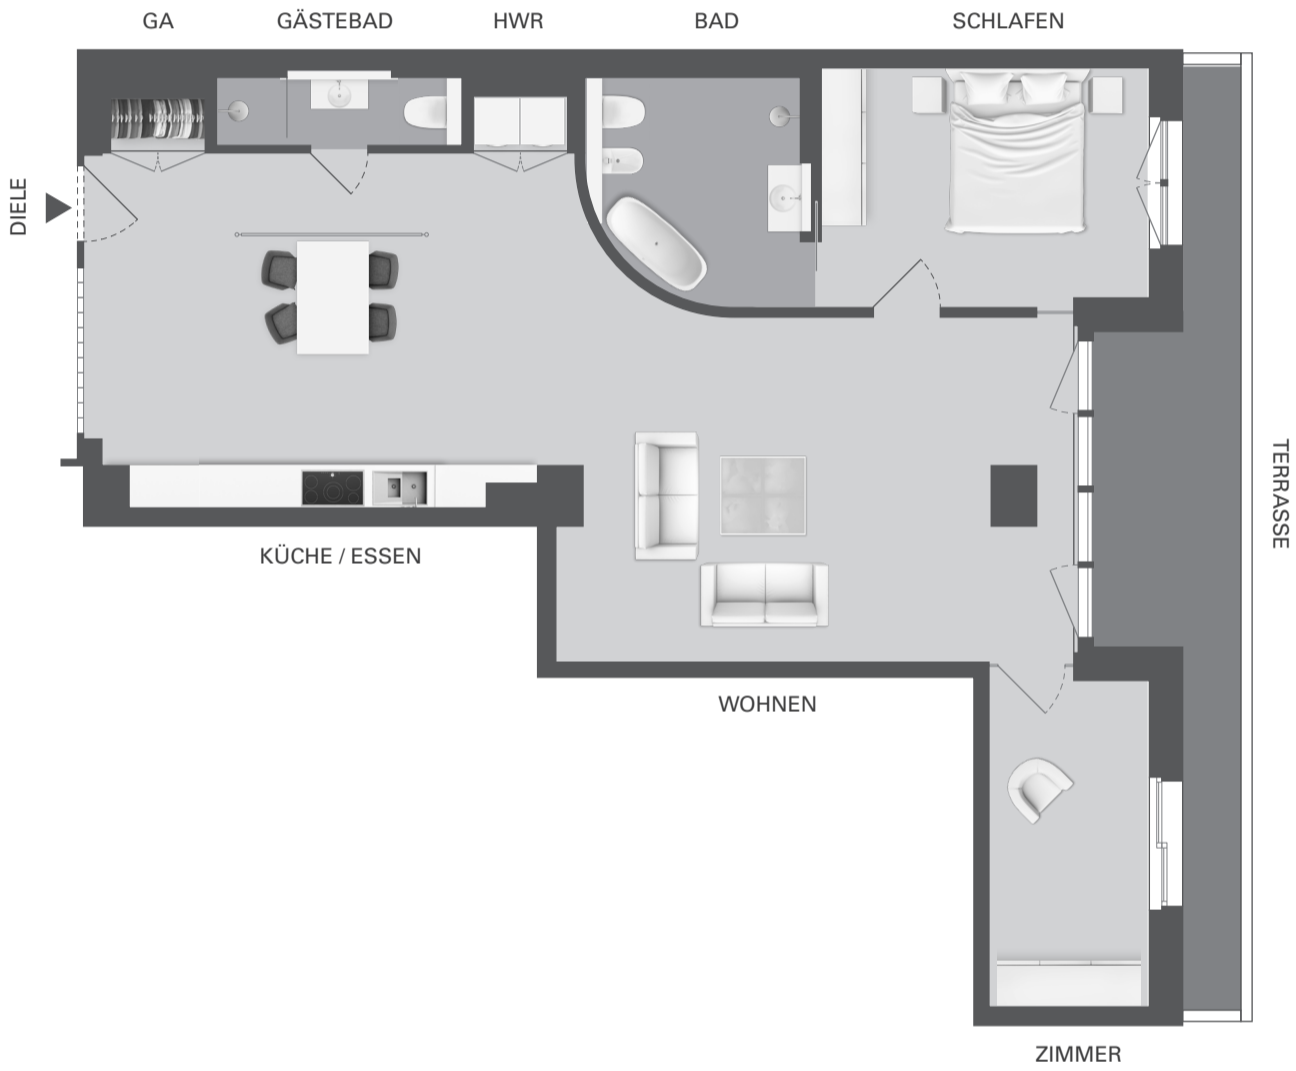 GA
GÄSTEBAD
HWR
BAD
SCHLAFEN
DIELE
TERRASSE
KÜCHE / ESSEN
WOHNEN
ZIMMER